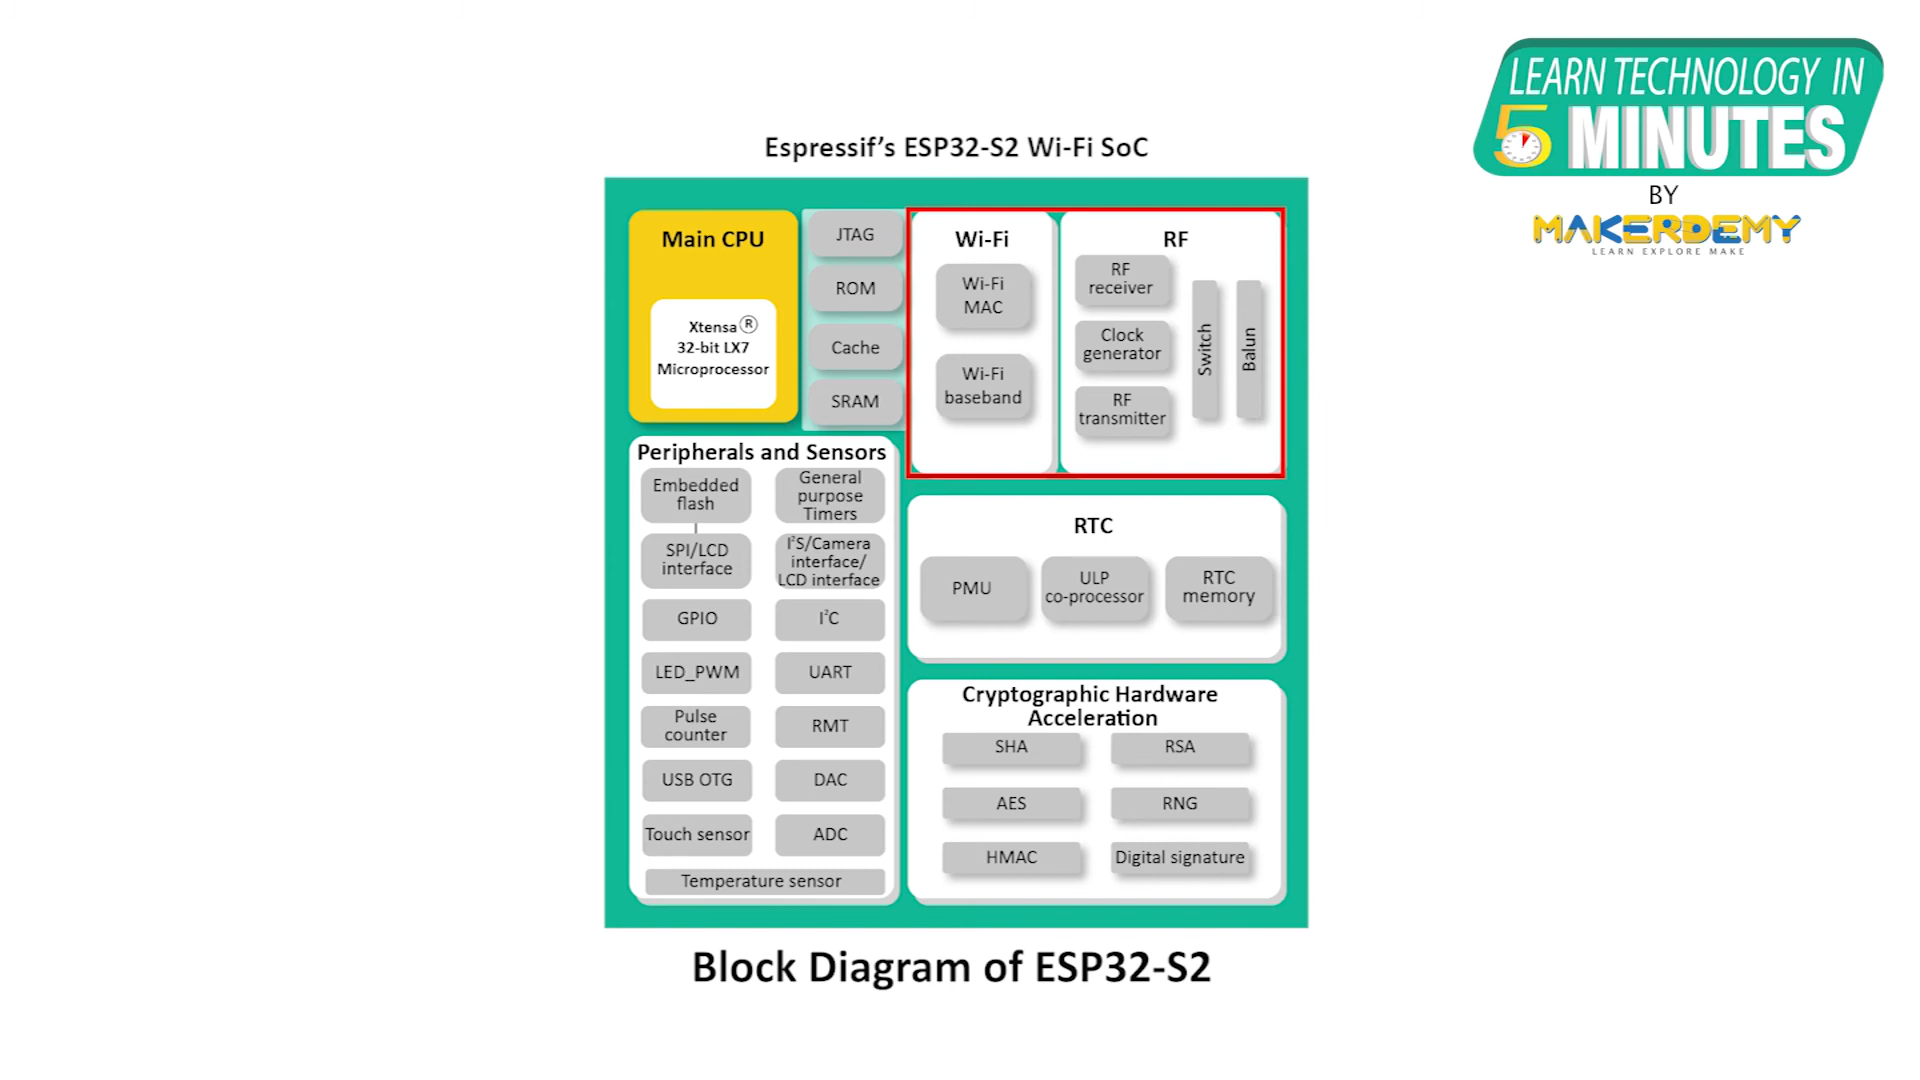 LEARN TECHNOLOGY IN
5 MINUTES
BY
MAKERDEMY
LEARN EXPLORE MAKE
Espressif’s ESP32-S2 Wi-Fi SoC
Main CPU
Xtensa ®
32-bit LX7
Microprocessor
JTAG
ROM
Cache
SRAM
Wi-Fi
Wi-Fi
MAC
Wi-Fi
baseband
RF
RF
receiver
Clock
generator
RF
transmitter
Switch
Balun
Peripherals and Sensors
Embedded
flash
General
purpose
Timers
SPI/LCD
interface
I²S/Camera
interface/
LCD interface
GPIO
I²C
LED_PWM
UART
Pulse
counter
RMT
USB OTG
DAC
Touch sensor
ADC
Temperature sensor
RTC
PMU
ULP
co-processor
RTC
memory
Cryptographic Hardware
Acceleration
SHA
RSA
AES
RNG
HMAC
Digital signature
Block Diagram of ESP32-S2